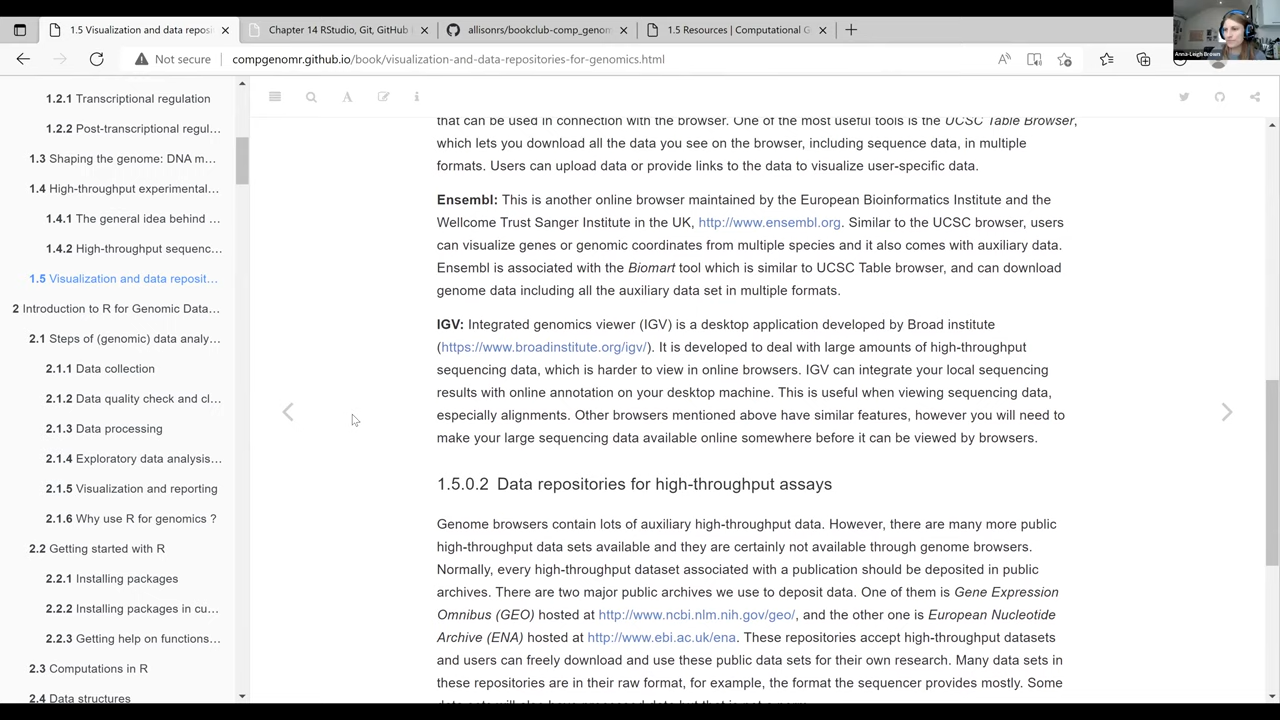 1.5 Visualization and data reposi
Chapter 14 RStudio, Git, GitHub
allisonrs/bookclub-comp_genom
1.5 Resources | Computational G
Anna-Leigh Brown
Not secure
compgenomr.github.io/book/visualization-and-data-repositories-for-genomics.html
1.2.1 Transcriptional regulation
1.2.2 Post-transcriptional regul...
1.3 Shaping the genome: DNA m...
1.4 High-throughput experimental...
1.4.1 The general idea behind ...
1.4.2 High-throughput sequenc...
1.5 Visualization and data reposit...
2 Introduction to R for Genomic Data...
2.1 Steps of (genomic) data analy...
2.1.1 Data collection
2.1.2 Data quality check and cl...
2.1.3 Data processing
2.1.4 Exploratory data analysis...
2.1.5 Visualization and reporting
2.1.6 Why use R for genomics ?
2.2 Getting started with R
2.2.1 Installing packages
2.2.2 Installing packages in cu...
2.2.3 Getting help on functions...
2.3 Computations in R
2.4 Data structures
that can be used in connection with the browser. One of the most useful tools is the UCSC Table Browser,
which lets you download all the data you see on the browser, including sequence data, in multiple
formats. Users can upload data or provide links to the data to visualize user-specific data.
Ensembl: This is another online browser maintained by the European Bioinformatics Institute and the
Wellcome Trust Sanger Institute in the UK, http://www.ensembl.org. Similar to the UCSC browser, users
can visualize genes or genomic coordinates from multiple species and it also comes with auxiliary data.
Ensembl is associated with the Biomart tool which is similar to UCSC Table browser, and can download
genome data including all the auxiliary data set in multiple formats.
IGV: Integrated genomics viewer (IGV) is a desktop application developed by Broad institute
(https://www.broadinstitute.org/igv/). It is developed to deal with large amounts of high-throughput
sequencing data, which is harder to view in online browsers. IGV can integrate your local sequencing
results with online annotation on your desktop machine. This is useful when viewing sequencing data,
especially alignments. Other browsers mentioned above have similar features, however you will need to
make your large sequencing data available online somewhere before it can be viewed by browsers.
1.5.0.2 Data repositories for high-throughput assays
Genome browsers contain lots of auxiliary high-throughput data. However, there are many more public
high-throughput data sets available and they are certainly not available through genome browsers.
Normally, every high-throughput dataset associated with a publication should be deposited in public
archives. There are two major public archives we use to deposit data. One of them is Gene Expression
Omnibus (GEO) hosted at http://www.ncbi.nlm.nih.gov/geo/, and the other one is European Nucleotide
Archive (ENA) hosted at http://www.ebi.ac.uk/ena. These repositories accept high-throughput datasets
and users can freely download and use these public data sets for their own research. Many data sets in
these repositories are in their raw format, for example, the format the sequencer provides mostly. Some